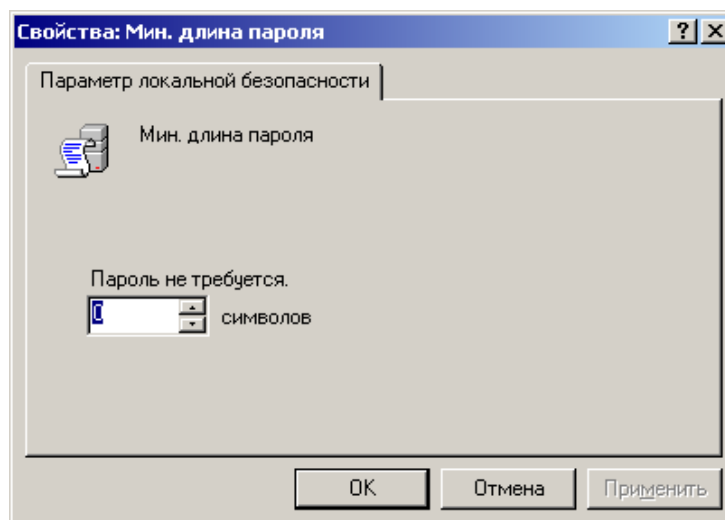 Свойства: Мин. длина пароля
Параметр локальной безопасности
Мин. длина пароля
Пароль не требуется.
0 символов
OK Отмена Применить